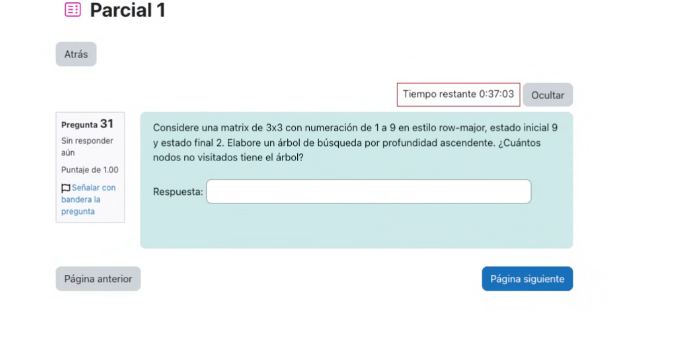 Parcial 1
Atrás
Tiempo restante 0:37:03
Ocultar
Pregunta 31
Sin responder
aún
Puntaje de 1.00
Señalar con
bandera la
pregunta
Considere una matriz de 3x3 con numeración de 1 a 9 en estilo row-major, estado inicial 9
y estado final 2. Elabore un árbol de búsqueda por profundidad ascendente. ¿Cuántos
nodos no visitados tiene el árbol?
Respuesta:
Página anterior
Página siguiente